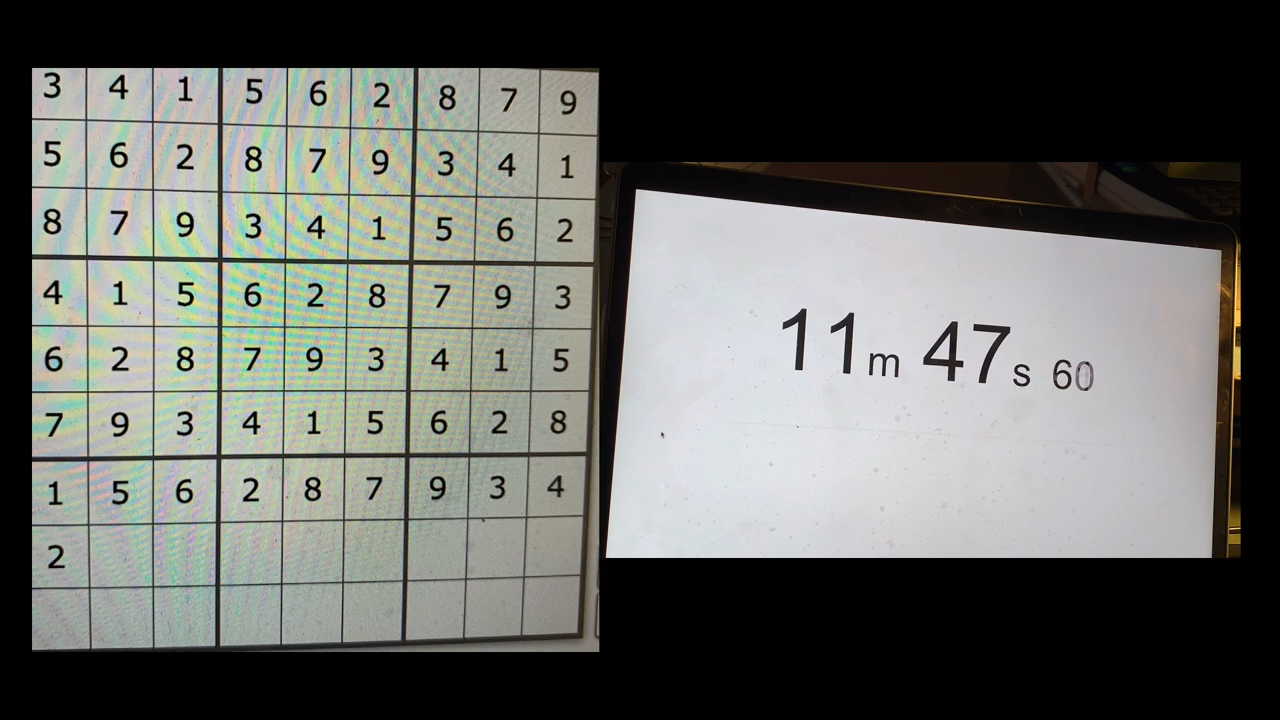 3 4 1 5 6 2 8 7 9
5 6 2 8 7 9 3 4 1
8 7 9 3 4 1 5 6 2
4 1 5 6 2 8 7 9 3
6 2 8 7 9 3 4 1 5
7 9 3 4 1 5 6 2 8
1 5 6 2 8 7 9 3 4
2
11m 47s 60